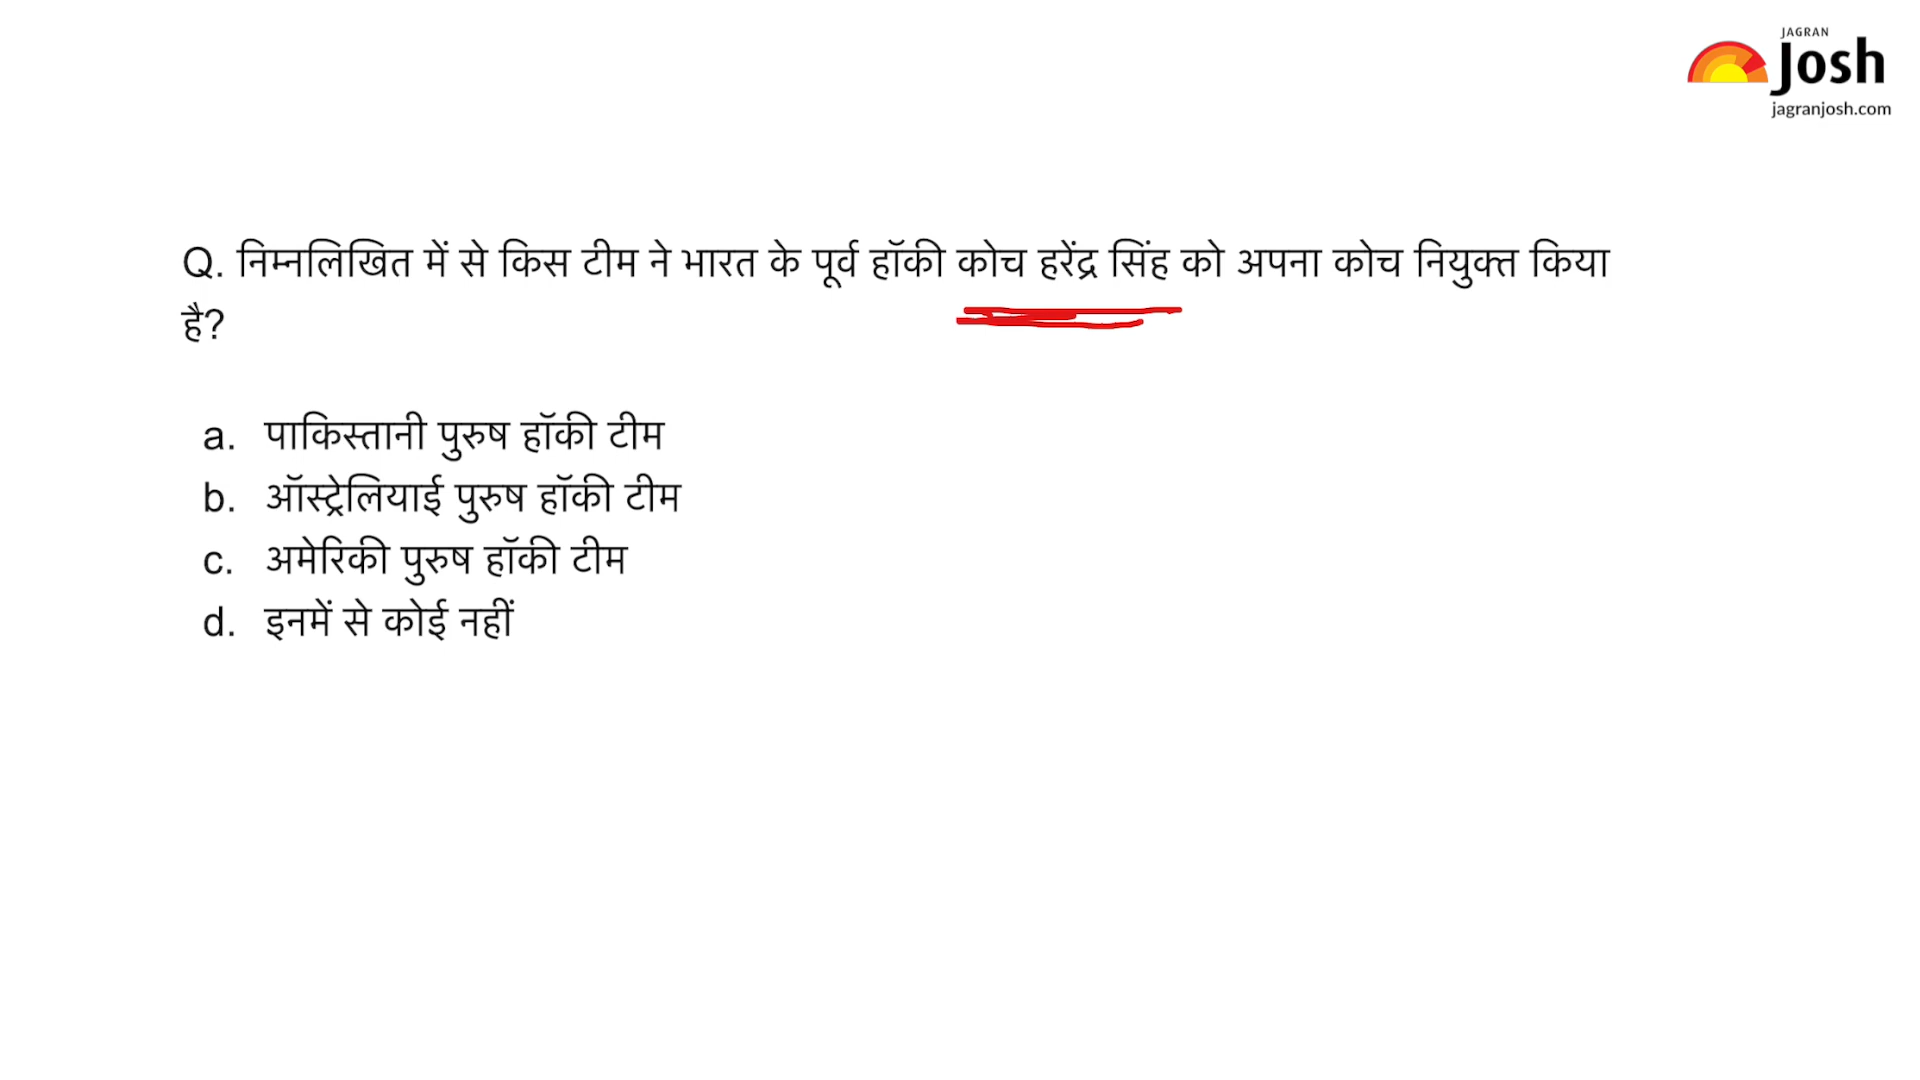 JAGRAN
Josh
jagranjosh.com
Q. निम्नलिखित में से किस टीम ने भारत के पूर्व हॉकी कोच हरेंद्र सिंह को अपना कोच नियुक्त किया
है?
a. पाकिस्तानी पुरुष हॉकी टीम
b. ऑस्ट्रेलियाई पुरुष हॉकी टीम
c. अमेरिकी पुरुष हॉकी टीम
d. इनमें से कोई नहीं